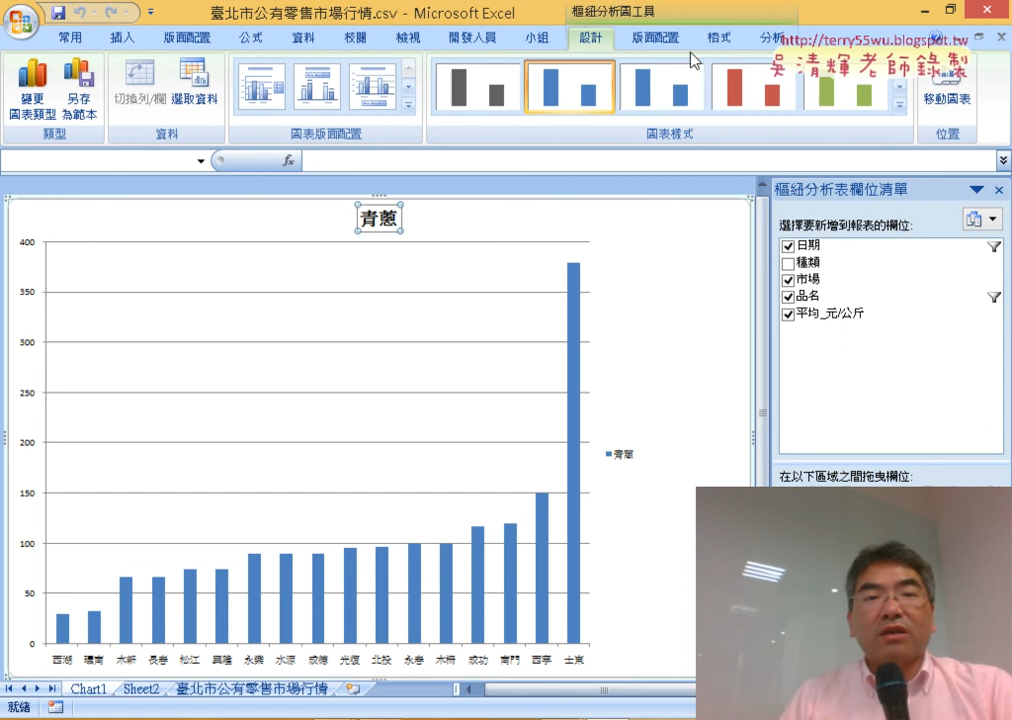 臺北市公有零售市場行情.csv - Microsoft Excel
樞紐分析圖工具
常用 插入 版面配置 公式 資料 校閱 檢視 開發人員 小組 設計 版面配置 格式 分析
http://terry55wu.blogspot.tw
吳清輝老師錄製
變更圖表類型
另存為範本
切換列/欄
選取資料
移動圖表
類型 資料 圖表版面配置 圖表樣式 位置
fx
樞紐分析表欄位清單
選擇要新增到報表的欄位:
日期
種類
市場
品名
平均_元/公斤
在以下區域之間拖曳欄位:
青蔥
400
350
300
250
200
150
100
50
0
青蔥
西湖 環南 木新 長春 松江 興隆 永樂 水源 成德 光復 北投 永春 木柵 成功 南門 西寧 士東
Chart1 Sheet2 臺北市公有零售市場行情
就緒